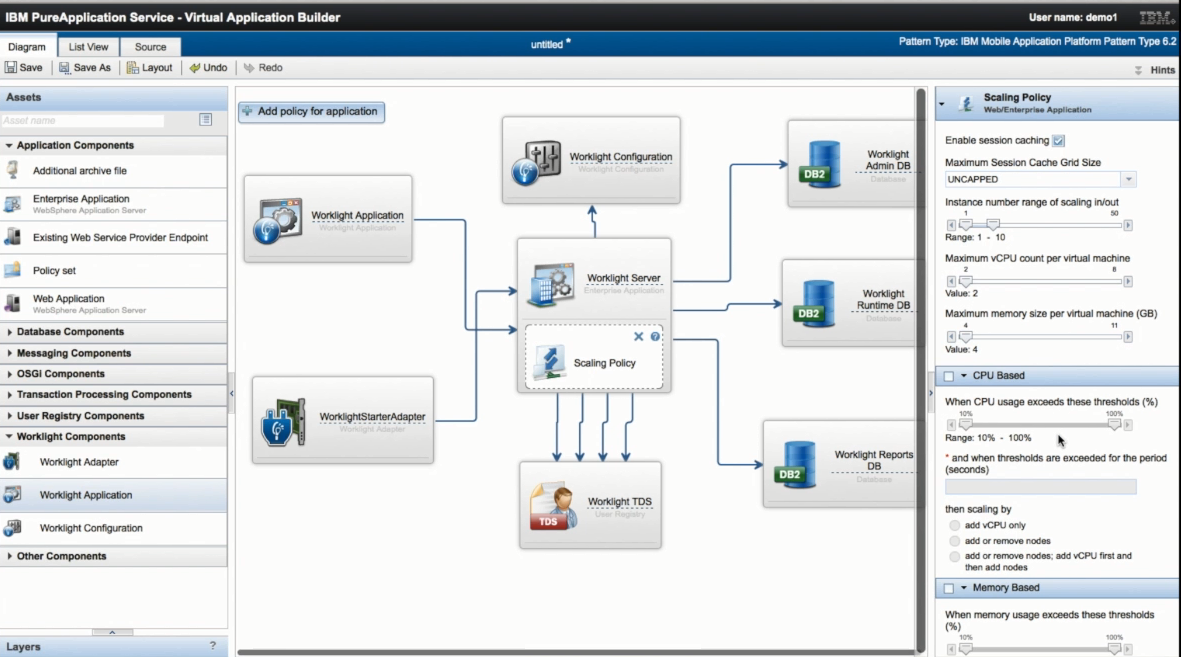 IBM PureApplication Service - Virtual Application Builder
User name: demo1
IBM
Diagram
List View
Source
untitled *
Pattern Type: IBM Mobile Application Platform Pattern Type 6.2
Save
Save As
Layout
Undo
Redo
Hints
Assets
Asset name
Application Components
Additional archive file
Enterprise Application
WebSphere Application Server
Existing Web Service Provider Endpoint
Policy set
Web Application
WebSphere Application Server
Database Components
Messaging Components
OSGi Components
Transaction Processing Components
User Registry Components
Worklight Components
Worklight Adapter
Worklight Application
Worklight Configuration
Other Components
Layers
?
Add policy for application
Worklight Configuration
Worklight Configuration
Worklight Application
Worklight Application
Worklight Server
Enterprise Application
Scaling Policy
WorklightStarterAdapter
Worklight Adapter
TDS
Worklight TDS
User Registry
DB2
Worklight
Admin DB
Database
DB2
Worklight
Runtime DB
Database
DB2
Worklight Reports
DB
Database
Scaling Policy
Web/Enterprise Application
Enable session caching
Maximum Session Cache Grid Size
UNCAPPED
Instance number range of scaling in/out
1 50
Range: 1 - 10
Maximum vCPU count per virtual machine
2 8
Value: 2
Maximum memory size per virtual machine (GB)
4 11
Value: 4
CPU Based
When CPU usage exceeds these thresholds (%)
10% 100%
Range: 10% - 100%
* and when thresholds are exceeded for the period
(seconds)
then scaling by
add vCPU only
add or remove nodes
add or remove nodes; add vCPU first and
then add nodes
Memory Based
When memory usage exceeds these thresholds
(%)
10% 100%